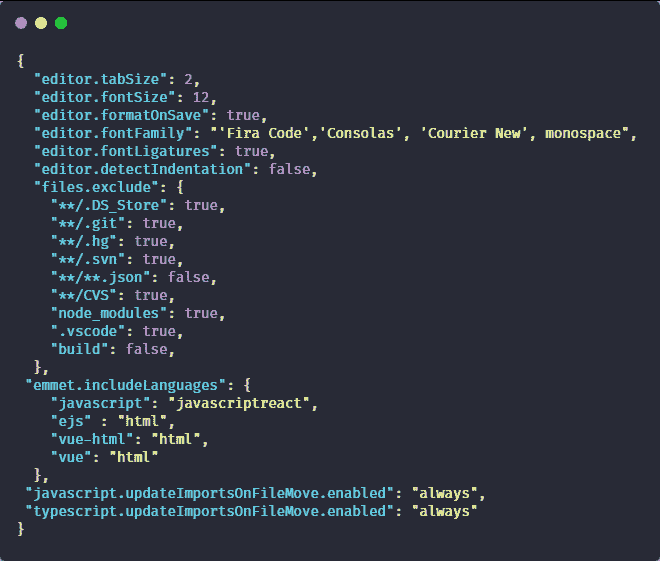 {
  "editor.tabSize": 2,
  "editor.fontSize": 12,
  "editor.formatOnSave": true,
  "editor.fontFamily": "'Fira Code','Consolas', 'Courier New', monospace",
  "editor.fontLigatures": true,
  "editor.detectIndentation": false,
  "files.exclude": {
    "**/.DS_Store": true,
    "**/.git": true,
    "**/.hg": true,
    "**/.svn": true,
    "**/**.json": false,
    "**/CVS": true,
    "node_modules": true,
    ".vscode": true,
    "build": false,
  },
 "emmet.includeLanguages": {
    "javascript": "javascriptreact",
    "ejs" : "html",
    "vue-html": "html",
    "vue": "html"
  },
 "javascript.updateImportsOnFileMove.enabled": "always",
 "typescript.updateImportsOnFileMove.enabled": "always"
}